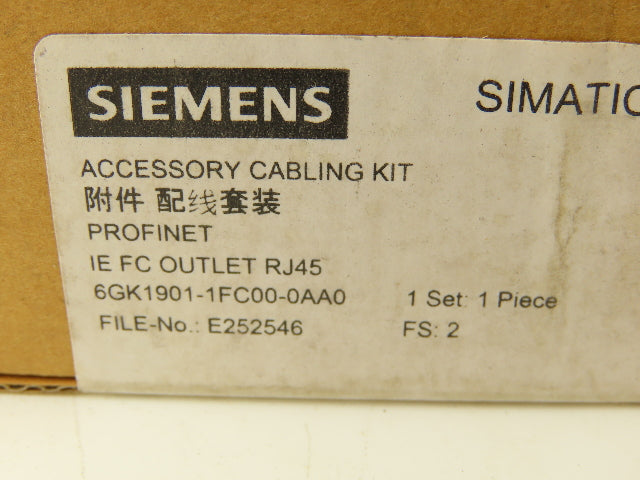 SIEMENS
SIMATIC
ACCESSORY CABLING KIT
附件 配线套装
PROFINET
IE FC OUTLET RJ45
6GK1901-1FC00-0AA0 1 Set: 1 Piece
FILE-No.: E252546 FS: 2